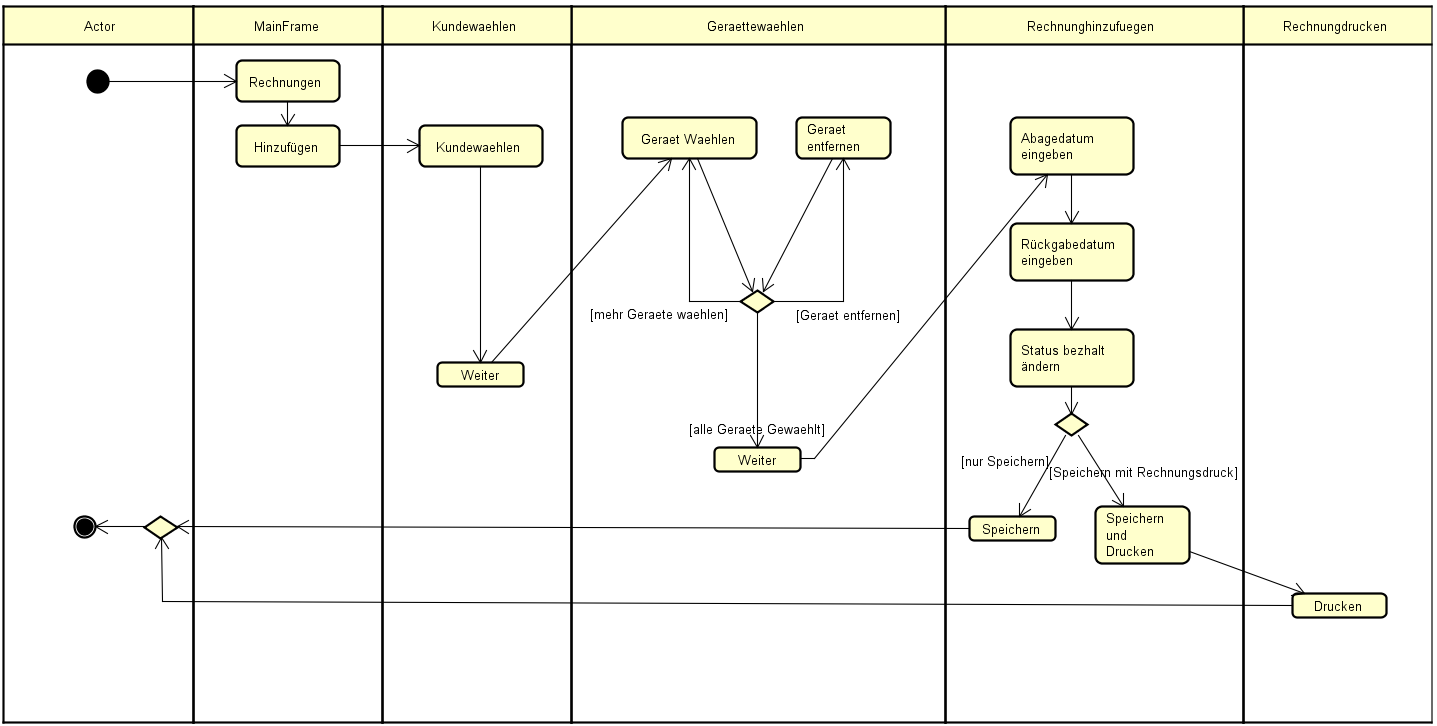 Actor
MainFrame
Kundewaehlen
Geraettewaehlen
Rechnunghinzufuegen
Rechnungdrucken
Rechnungen
Hinzufügen
Kundewaehlen
Weiter
Geraet Waehlen
Geraet
entfernen
[mehr Geraete waehlen]
[Geraet entfernen]
[alle Geraete Gewaehlt]
Weiter
Abagedatum
eingeben
Rückgabedatum
eingeben
Status bezhalt
ändern
[nur Speichern]
[Speichern mit Rechnungsdruck]
Speichern
Speichern
und
Drucken
Drucken